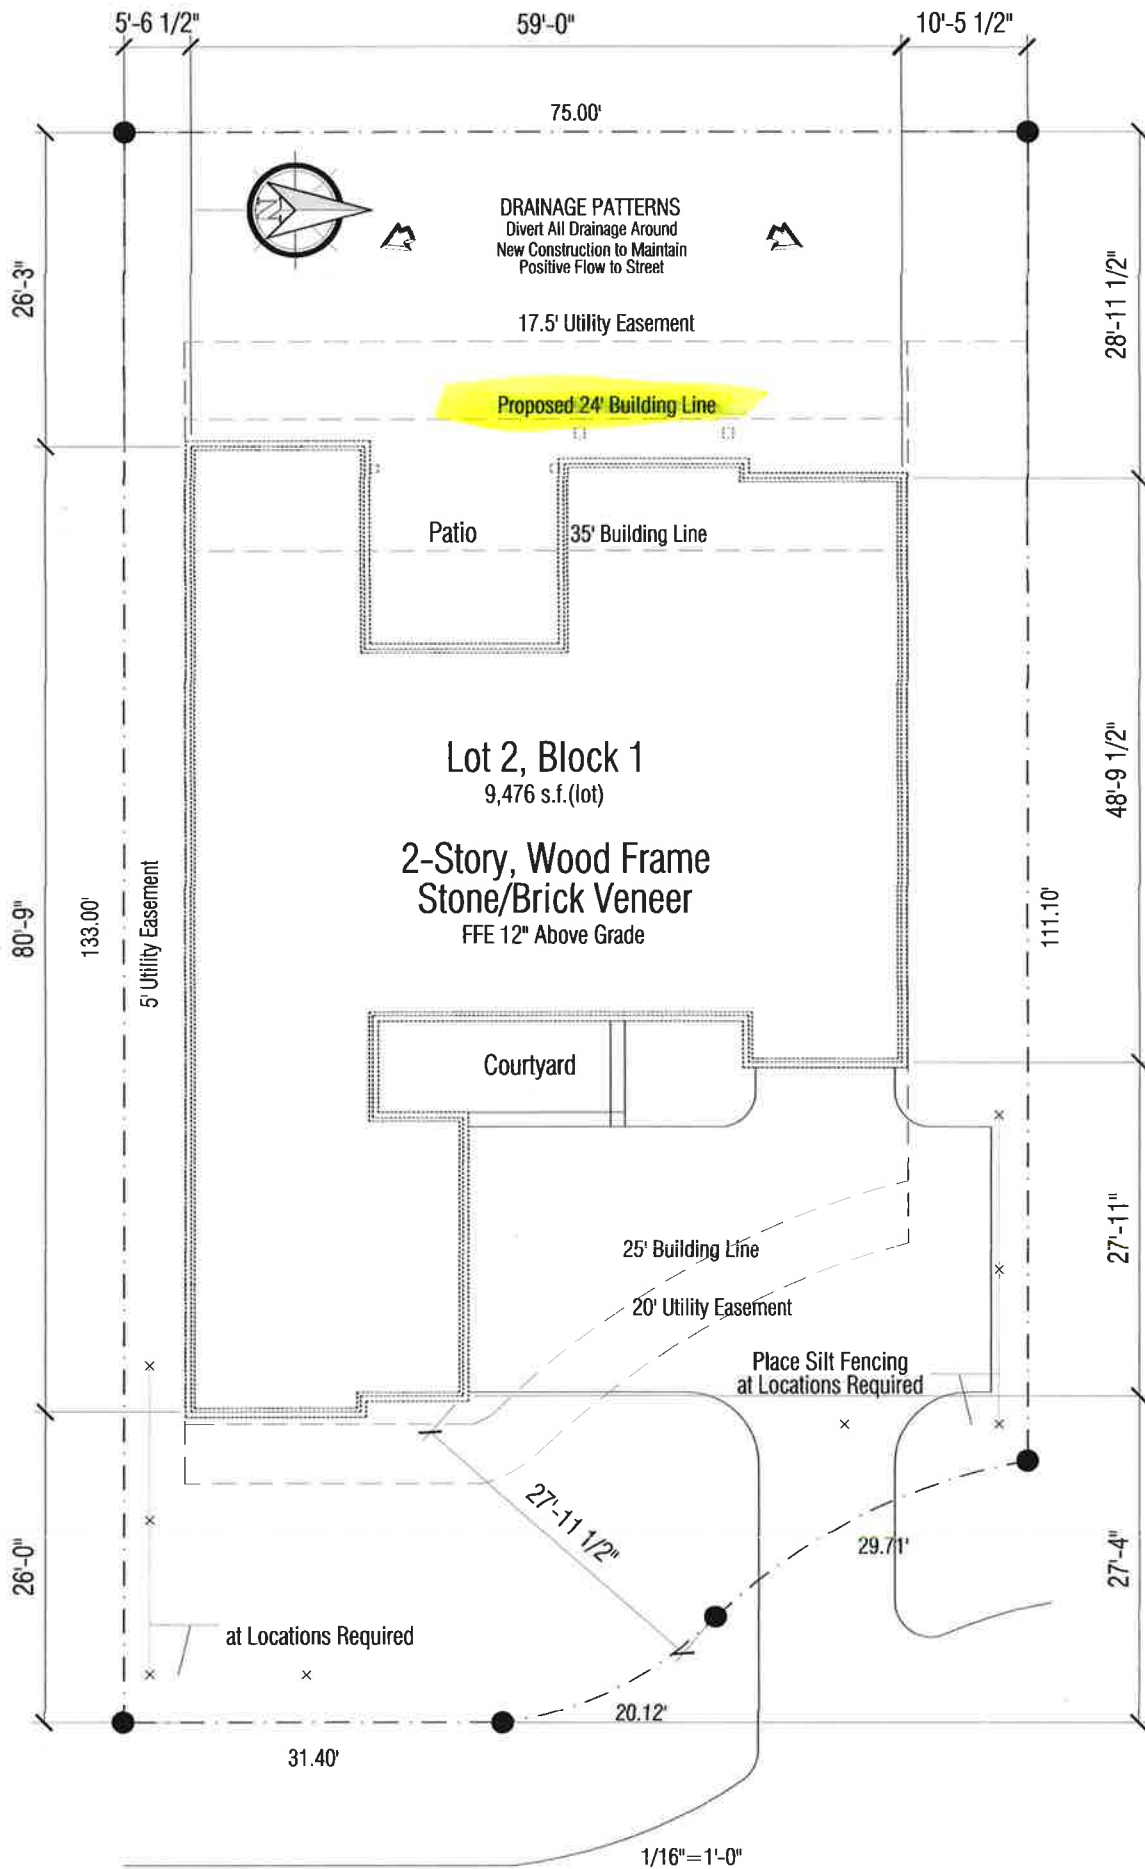 5'-6 1/2"
59'-0"
10'-5 1/2"
75.00'
N
DRAINAGE PATTERNS
Divert All Drainage Around
New Construction to Maintain
Positive Flow to Street
26'-3"
28'-11 1/2"
17.5' Utility Easement
Proposed 24' Building Line
Patio
35' Building Line
Lot 2, Block 1
9,476 s.f.(lot)
2-Story, Wood Frame
Stone/Brick Veneer
FFE 12" Above Grade
48'-9 1/2"
80'-9"
133.00'
5' Utility Easement
111.10'
Courtyard
25' Building Line
20' Utility Easement
27'-11"
Place Silt Fencing
at Locations Required
27'-11 1/2"
29.71'
26'-0"
27'-4"
at Locations Required
20.12'
31.40'
1/16"=1'-0"